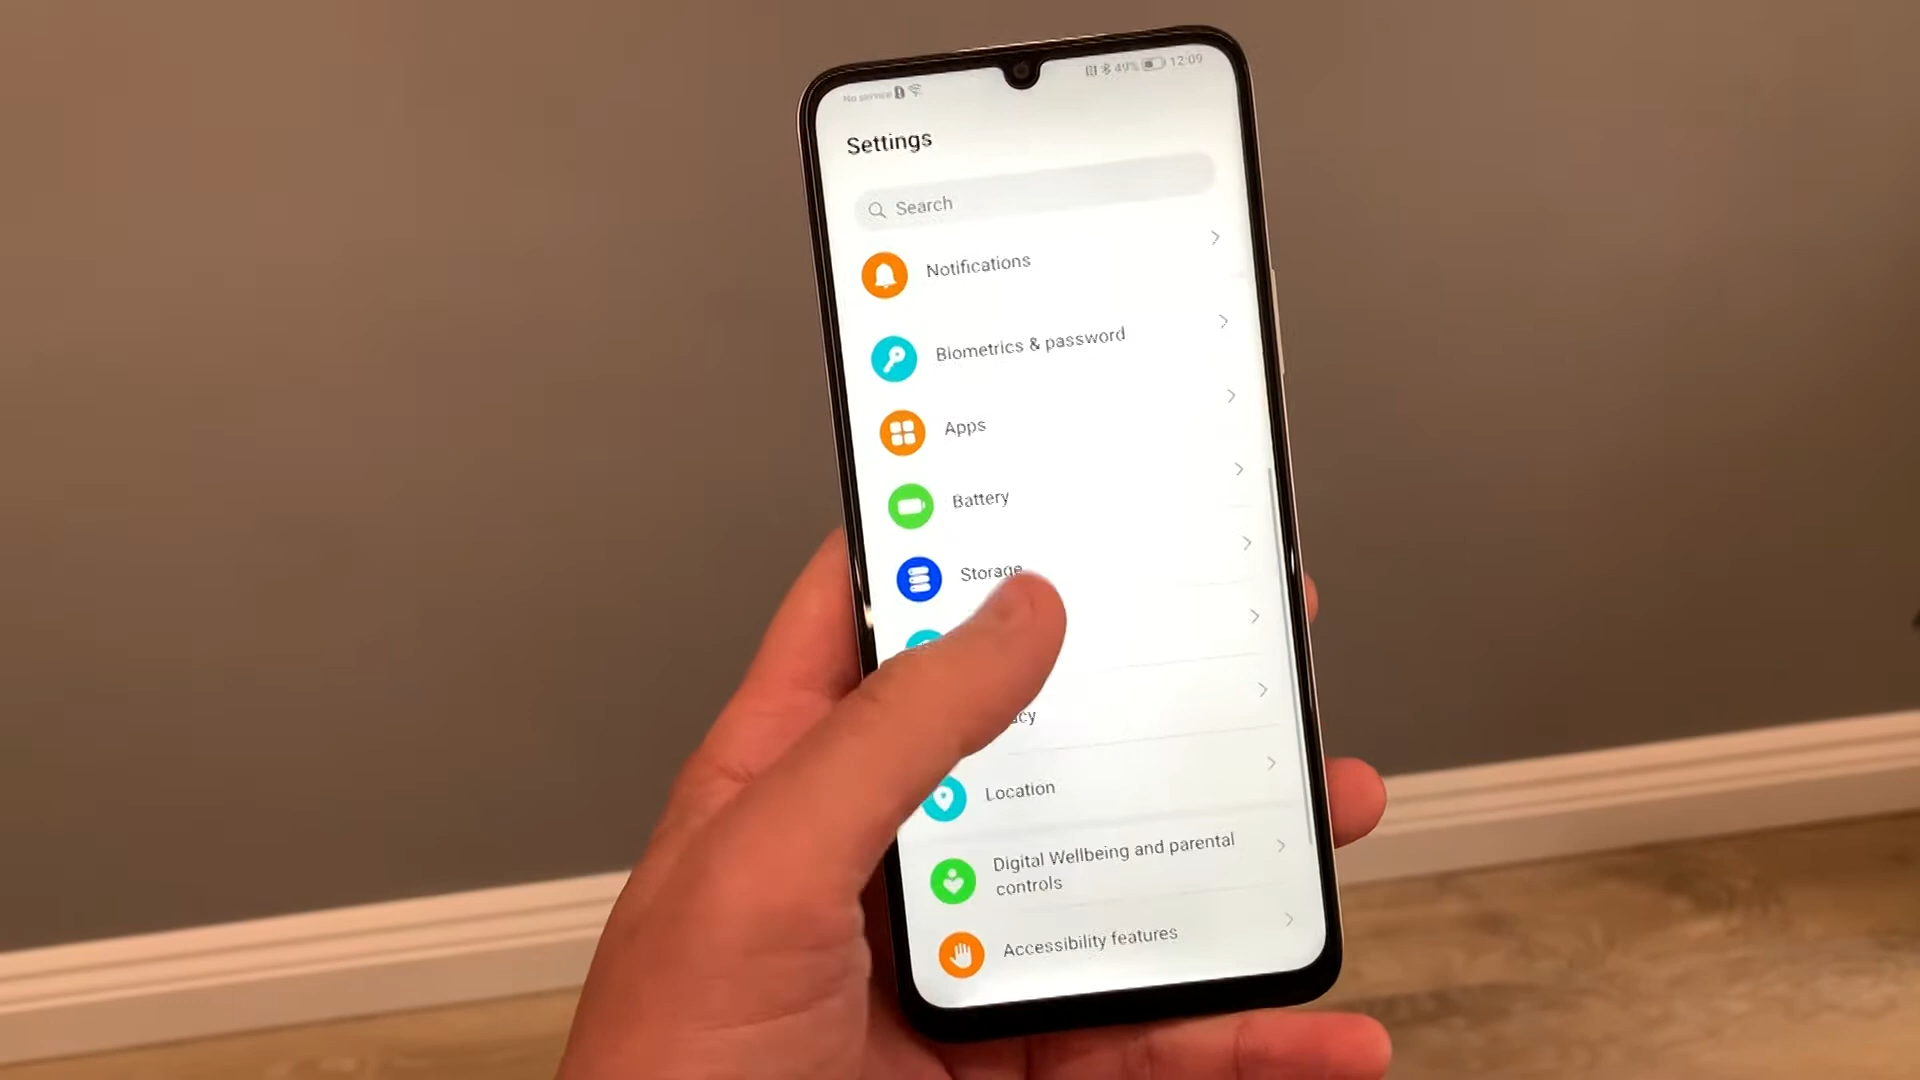 No service
49% 12:09
Settings
Search
Notifications
Biometrics & password
Apps
Battery
Storage
cy
Location
Digital Wellbeing and parental
controls
Accessibility features